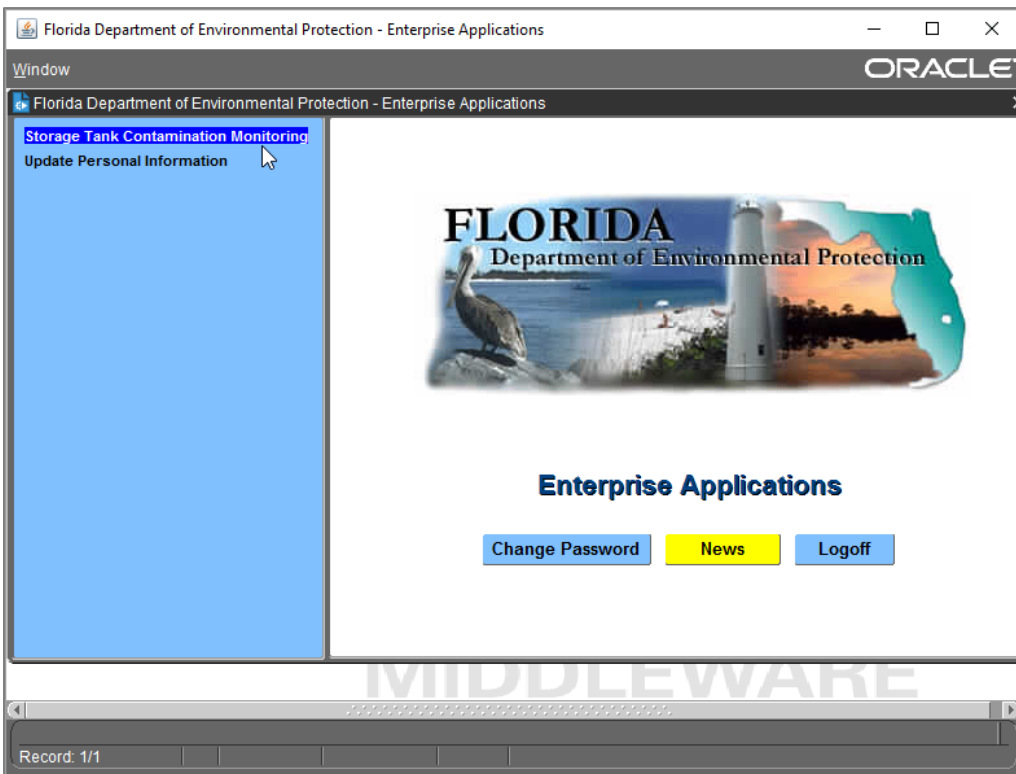 Florida Department of Environmental Protection - Enterprise Applications
Window
ORACLE
Florida Department of Environmental Protection - Enterprise Applications
Storage Tank Contamination Monitoring
Update Personal Information
FLORIDA
Department of Environmental Protection
Enterprise Applications
Change Password
News
Logoff
MIDDLEWARE
Record: 1/1